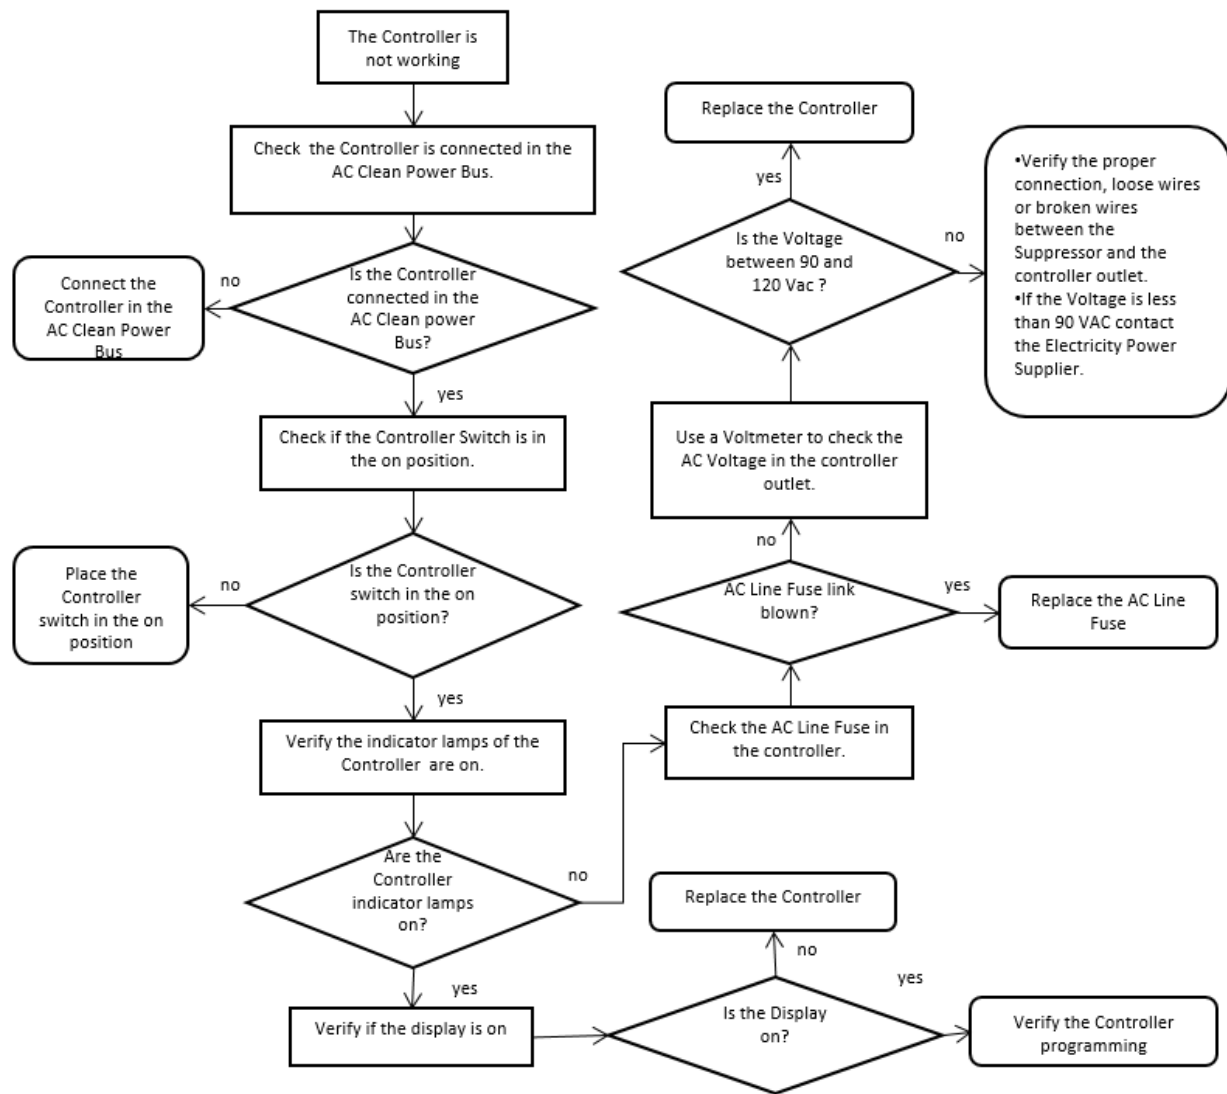 The Controller is
not working
Check  the Controller is connected in the
AC Clean Power Bus.
Is the Controller
connected in the
AC Clean power
Bus?
no
Connect the
Controller in the
AC Clean Power
Bus
yes
Check if the Controller Switch is in
the on position.
Is the Controller
switch in the on
position?
no
Place the
Controller
switch in the on
position
yes
Verify the indicator lamps of the
Controller  are on.
Are the
Controller
indicator lamps
on?
no
yes
Verify if the display is on
Is the Display
on?
no
Replace the Controller
yes
Verify the Controller
programming
Check the AC Line Fuse in
the controller.
AC Line Fuse link
blown?
yes
Replace the AC Line
Fuse
no
Use a Voltmeter to check the
AC Voltage in the controller
outlet.
Is the Voltage
between 90 and
120 Vac ?
yes
Replace the Controller
no
•Verify the proper
connection, loose wires
or broken wires
between the
Suppressor and the
controller outlet.
•If the Voltage is less
than 90 VAC contact
the Electricity Power
Supplier.